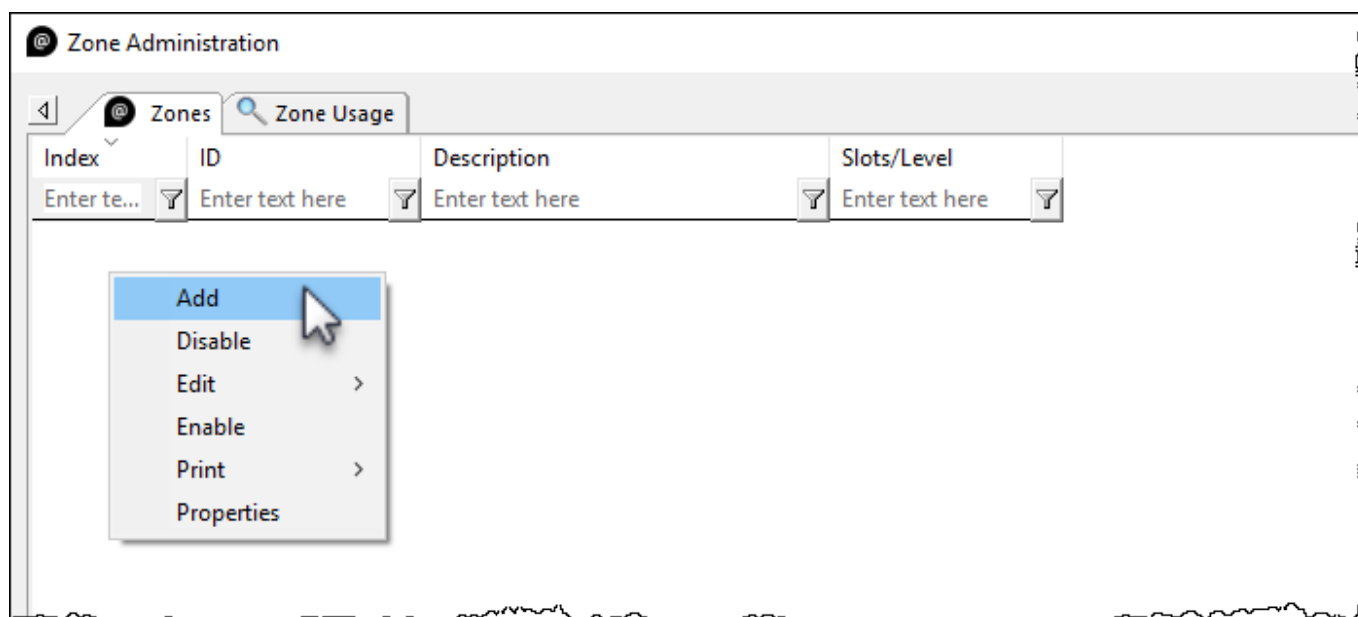 @ Zone Administration
@ Zones Zone Usage
Index ID Description Slots/Level
Enter te... Enter text here Enter text here Enter text here
Add
Disable
Edit >
Enable
Print >
Properties